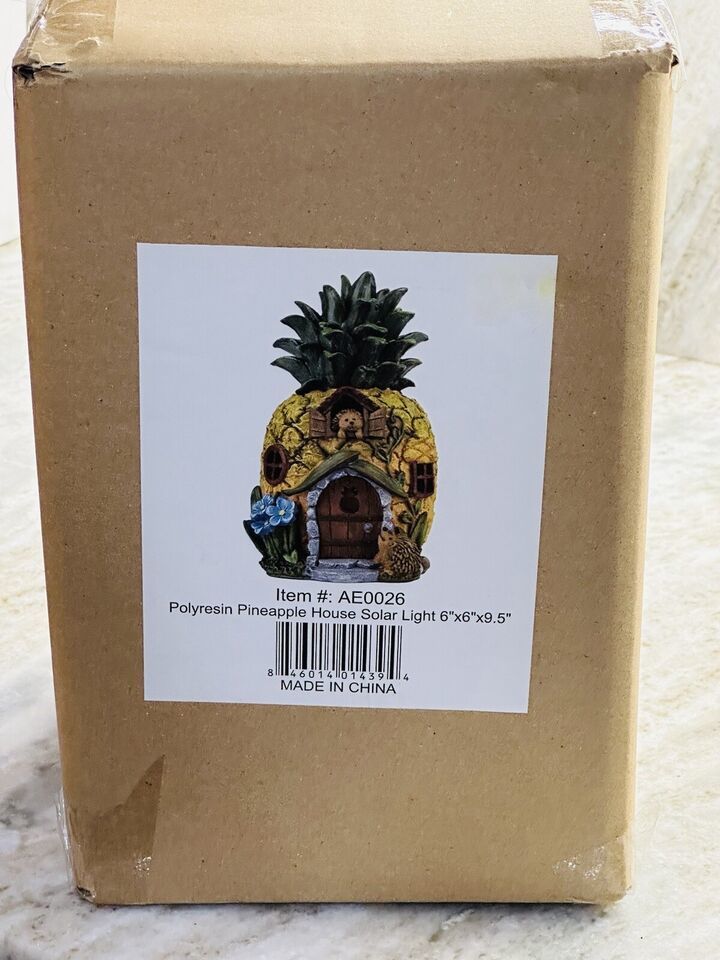 Item #: AE0026
Polyresin Pineapple House Solar Light 6"x6"x9.5"
8 46014 01439 4
MADE IN CHINA